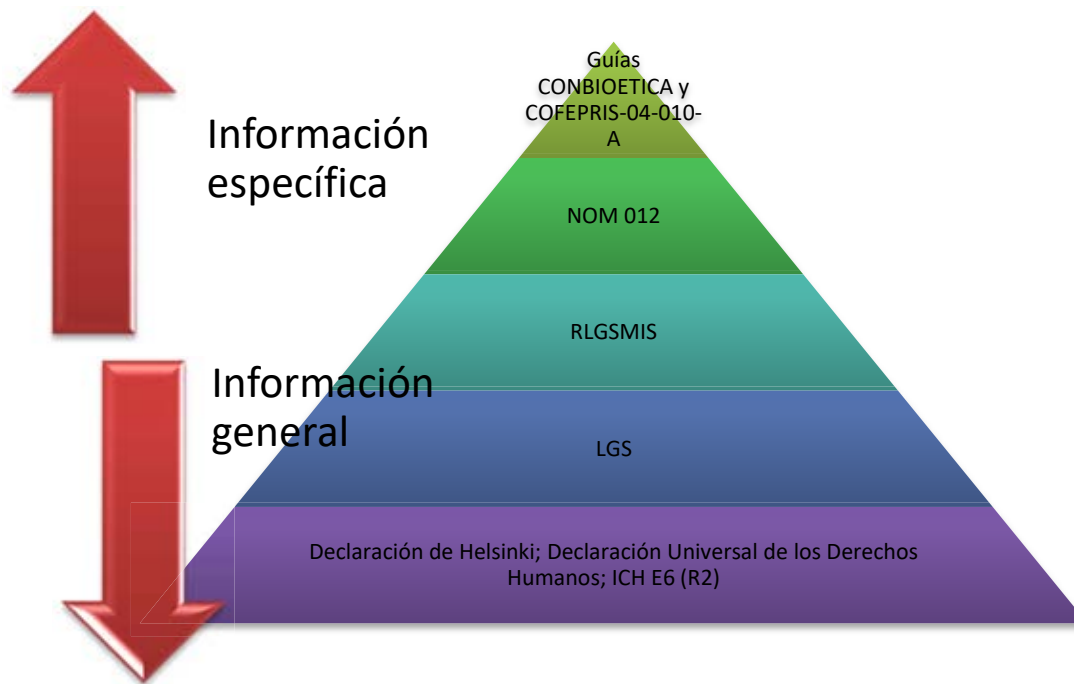 Guías
CONBIOETICA y
COFEPRIS-04-010-
A
Información
específica
NOM 012
RLGSMIS
Información
general
LGS
Declaración de Helsinki; Declaración Universal de los Derechos
Humanos; ICH E6 (R2)